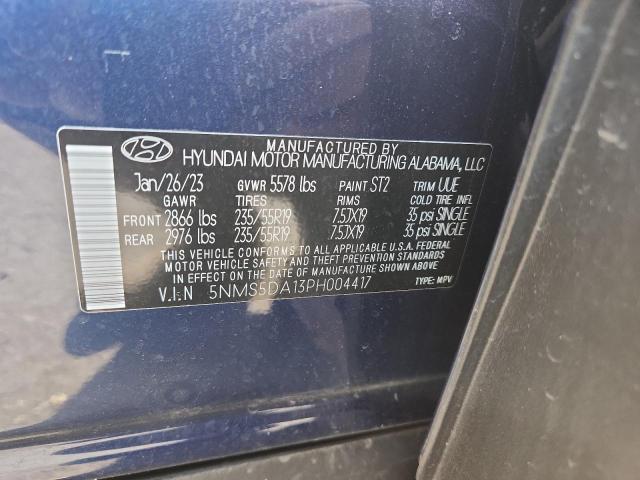 MANUFACTURED BY
HYUNDAI MOTOR MANUFACTURING ALABAMA, LLC
Jan/26/23 GVWR 5578 lbs PAINT ST2 TRIM UUE
GAWR TIRES RIMS COLD TIRE INFL
FRONT 2866 lbs 235/55R19 7.5JX19 35 psi SINGLE
REAR 2976 lbs 235/55R19 7.5JX19 35 psi SINGLE
THIS VEHICLE CONFORMS TO ALL APPLICABLE U.S.A. FEDERAL
MOTOR VEHICLE SAFETY AND THEFT PREVENTION STANDARDS
IN EFFECT ON THE DATE OF MANUFACTURE SHOWN ABOVE.
V.I.N 5NMS5DA13PH004417 TYPE: MPV